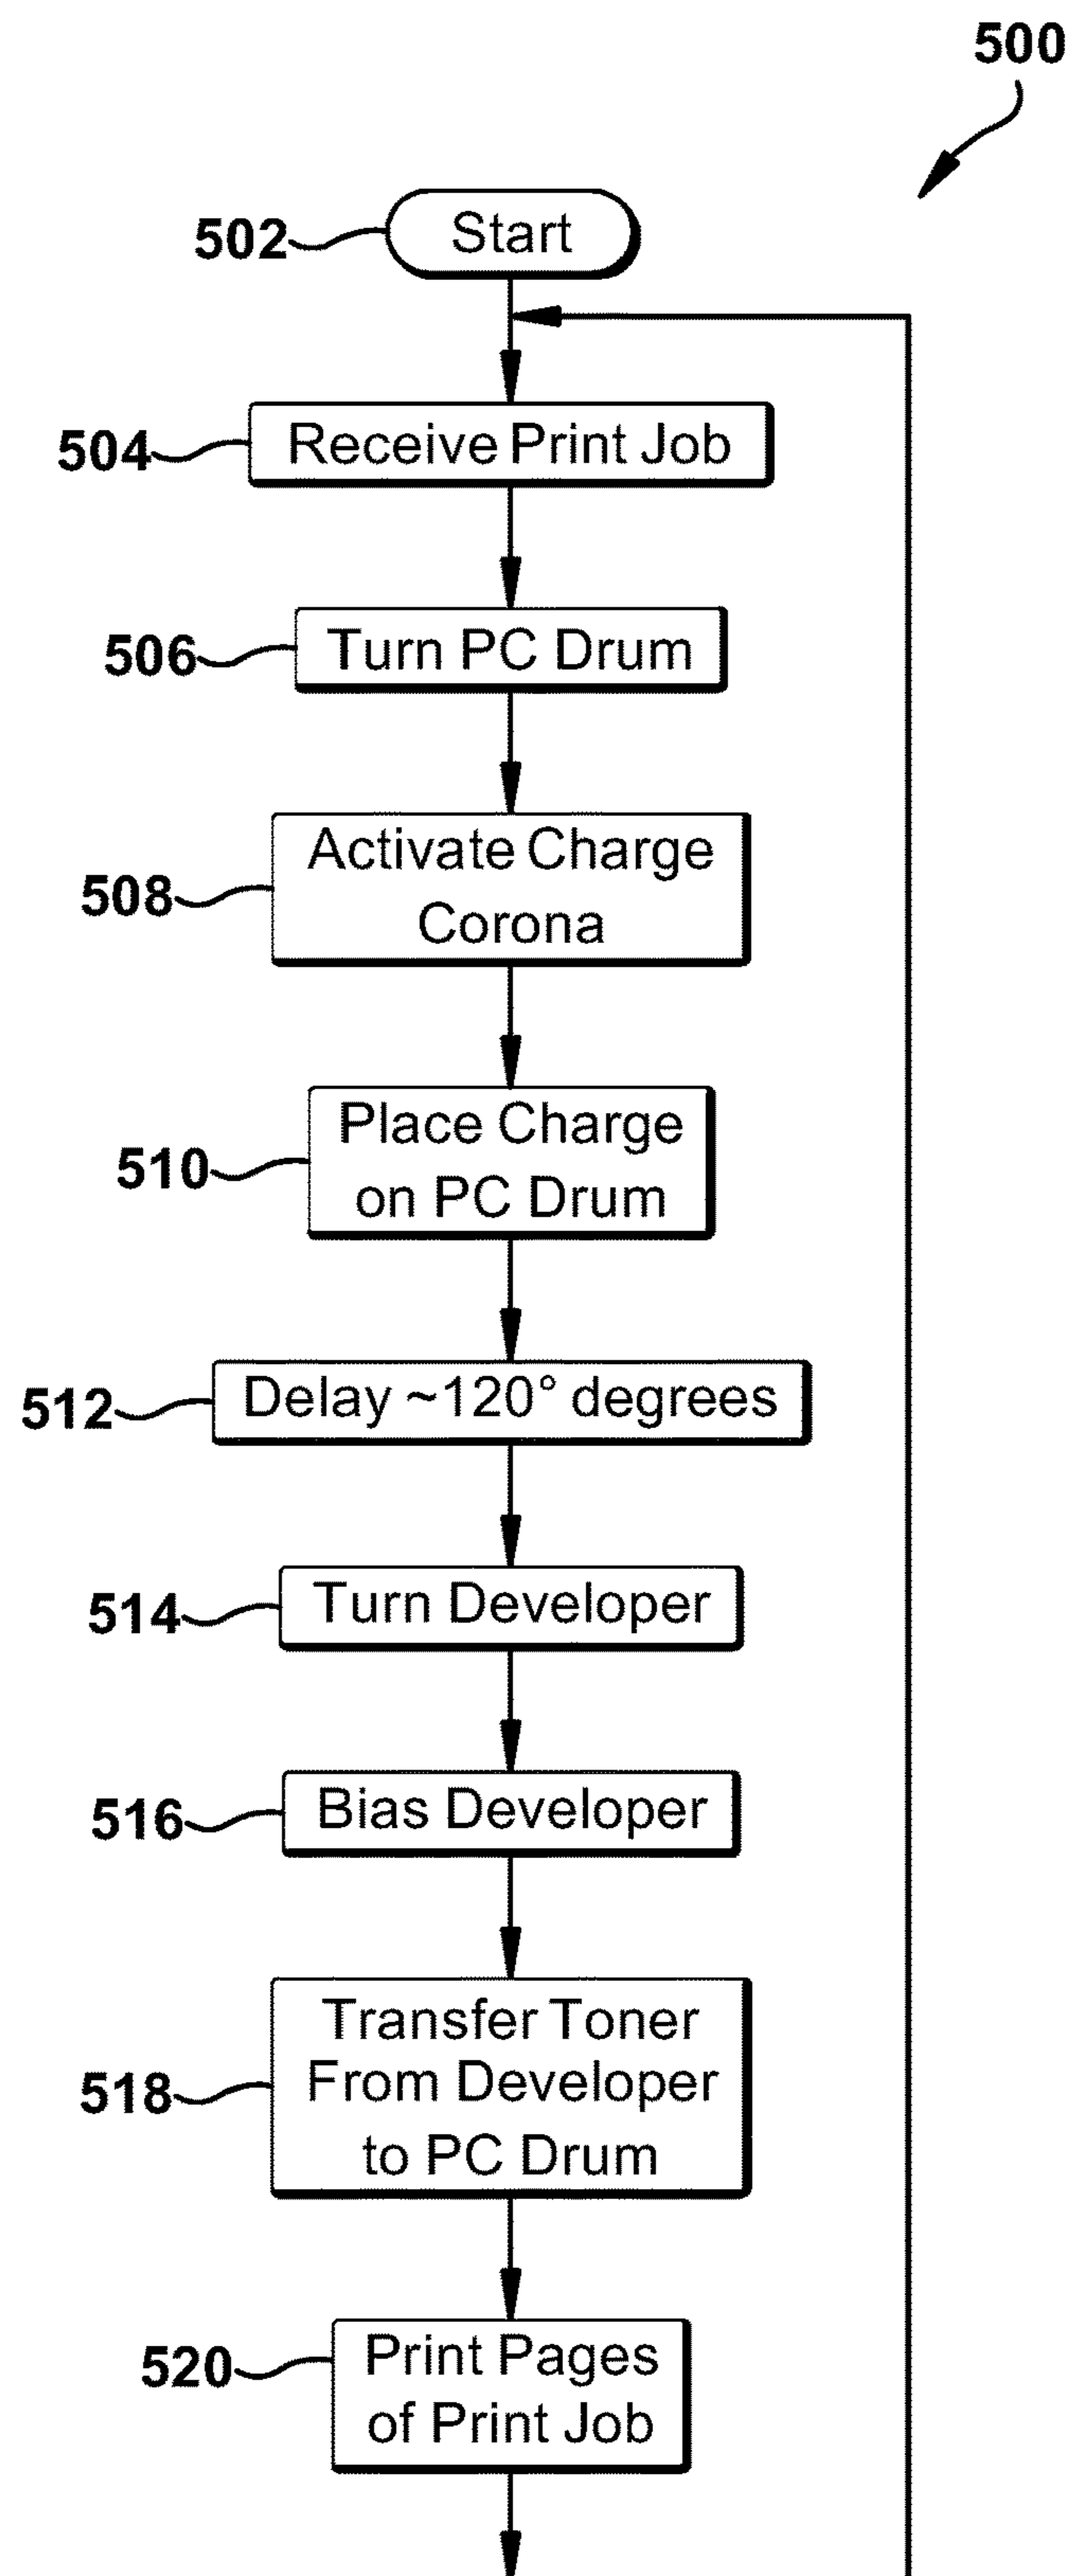 500
502 Start
504 Receive Print Job
506 Turn PC Drum
508 Activate Charge
Corona
510 Place Charge
on PC Drum
512 Delay ~120° degrees
514 Turn Developer
516 Bias Developer
518 Transfer Toner
From Developer
to PC Drum
520 Print Pages
of Print Job